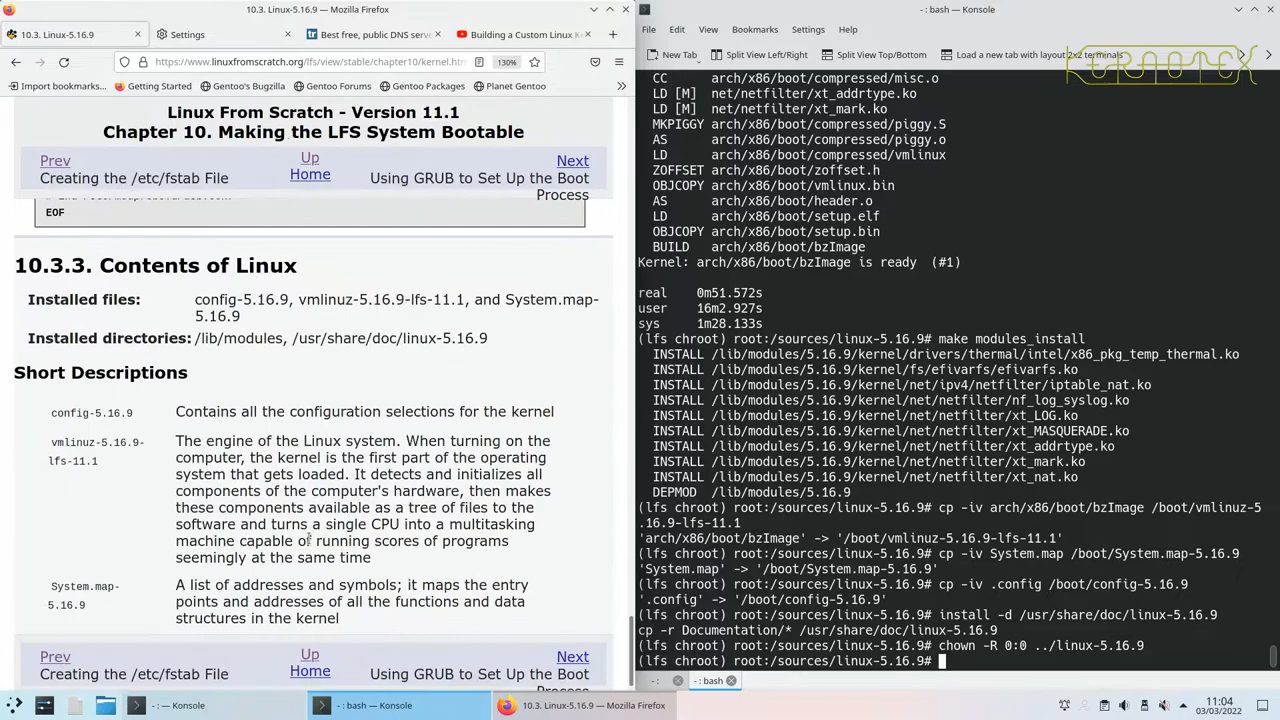 10.3. Linux-5.16.9 — Mozilla Firefox
10.3. Linux-5.16.9
Settings
Best free, public DNS serve
Building a Custom Linux K
https://www.linuxfromscratch.org/lfs/view/stable/chapter10/kernel.htm
130%
Import bookmarks...
Getting Started
Gentoo's Bugzilla
Gentoo Forums
Gentoo Packages
Planet Gentoo
Linux From Scratch - Version 11.1
Chapter 10. Making the LFS System Bootable
Prev
Up
Next
Creating the /etc/fstab File
Home
Using GRUB to Set Up the Boot
Process
EOF
10.3.3. Contents of Linux
Installed files:
config-5.16.9, vmlinuz-5.16.9-lfs-11.1, and System.map-
5.16.9
Installed directories: /lib/modules, /usr/share/doc/linux-5.16.9
Short Descriptions
config-5.16.9
Contains all the configuration selections for the kernel
vmlinuz-5.16.9-
lfs-11.1
The engine of the Linux system. When turning on the
computer, the kernel is the first part of the operating
system that gets loaded. It detects and initializes all
components of the computer's hardware, then makes
these components available as a tree of files to the
software and turns a single CPU into a multitasking
machine capable of running scores of programs
seemingly at the same time
System.map-
5.16.9
A list of addresses and symbols; it maps the entry
points and addresses of all the functions and data
structures in the kernel
Prev
Up
Next
Creating the /etc/fstab File
Home
Using GRUB to Set Up the Boot
- : bash — Konsole
File Edit View Bookmarks Settings Help
New Tab
Split View Left/Right
Split View Top/Bottom
Load a new tab with layout 2x2 terminals
KERNOTEX
CC arch/x86/boot/compressed/misc.o
LD [M] net/netfilter/xt_addrtype.ko
LD [M] net/netfilter/xt_mark.ko
MKPIGGY arch/x86/boot/compressed/piggy.S
AS arch/x86/boot/compressed/piggy.o
LD arch/x86/boot/compressed/vmlinux
ZOFFSET arch/x86/boot/zoffset.h
OBJCOPY arch/x86/boot/vmlinux.bin
AS arch/x86/boot/header.o
LD arch/x86/boot/setup.elf
OBJCOPY arch/x86/boot/setup.bin
BUILD arch/x86/boot/bzImage
Kernel: arch/x86/boot/bzImage is ready (#1)
real 0m51.572s
user 16m2.927s
sys 1m28.133s
(lfs chroot) root:/sources/linux-5.16.9# make modules_install
INSTALL /lib/modules/5.16.9/kernel/drivers/thermal/intel/x86_pkg_temp_thermal.ko
INSTALL /lib/modules/5.16.9/kernel/fs/efivarfs/efivarfs.ko
INSTALL /lib/modules/5.16.9/kernel/net/ipv4/netfilter/iptable_nat.ko
INSTALL /lib/modules/5.16.9/kernel/net/netfilter/nf_log_syslog.ko
INSTALL /lib/modules/5.16.9/kernel/net/netfilter/xt_LOG.ko
INSTALL /lib/modules/5.16.9/kernel/net/netfilter/xt_MASQUERADE.ko
INSTALL /lib/modules/5.16.9/kernel/net/netfilter/xt_addrtype.ko
INSTALL /lib/modules/5.16.9/kernel/net/netfilter/xt_mark.ko
INSTALL /lib/modules/5.16.9/kernel/net/netfilter/xt_nat.ko
DEPMOD /lib/modules/5.16.9
(lfs chroot) root:/sources/linux-5.16.9# cp -iv arch/x86/boot/bzImage /boot/vmlinuz-5
.16.9-lfs-11.1
'arch/x86/boot/bzImage' -> '/boot/vmlinuz-5.16.9-lfs-11.1'
(lfs chroot) root:/sources/linux-5.16.9# cp -iv System.map /boot/System.map-5.16.9
'System.map' -> '/boot/System.map-5.16.9'
(lfs chroot) root:/sources/linux-5.16.9# cp -iv .config /boot/config-5.16.9
'.config' -> '/boot/config-5.16.9'
(lfs chroot) root:/sources/linux-5.16.9# install -d /usr/share/doc/linux-5.16.9
cp -r Documentation/* /usr/share/doc/linux-5.16.9
(lfs chroot) root:/sources/linux-5.16.9# chown -R 0:0 ../linux-5.16.9
(lfs chroot) root:/sources/linux-5.16.9#
- :
- : bash
- : — Konsole
- : bash — Konsole
10.3. Linux-5.16.9 — Mozilla Firefox
11:04
03/03/2022